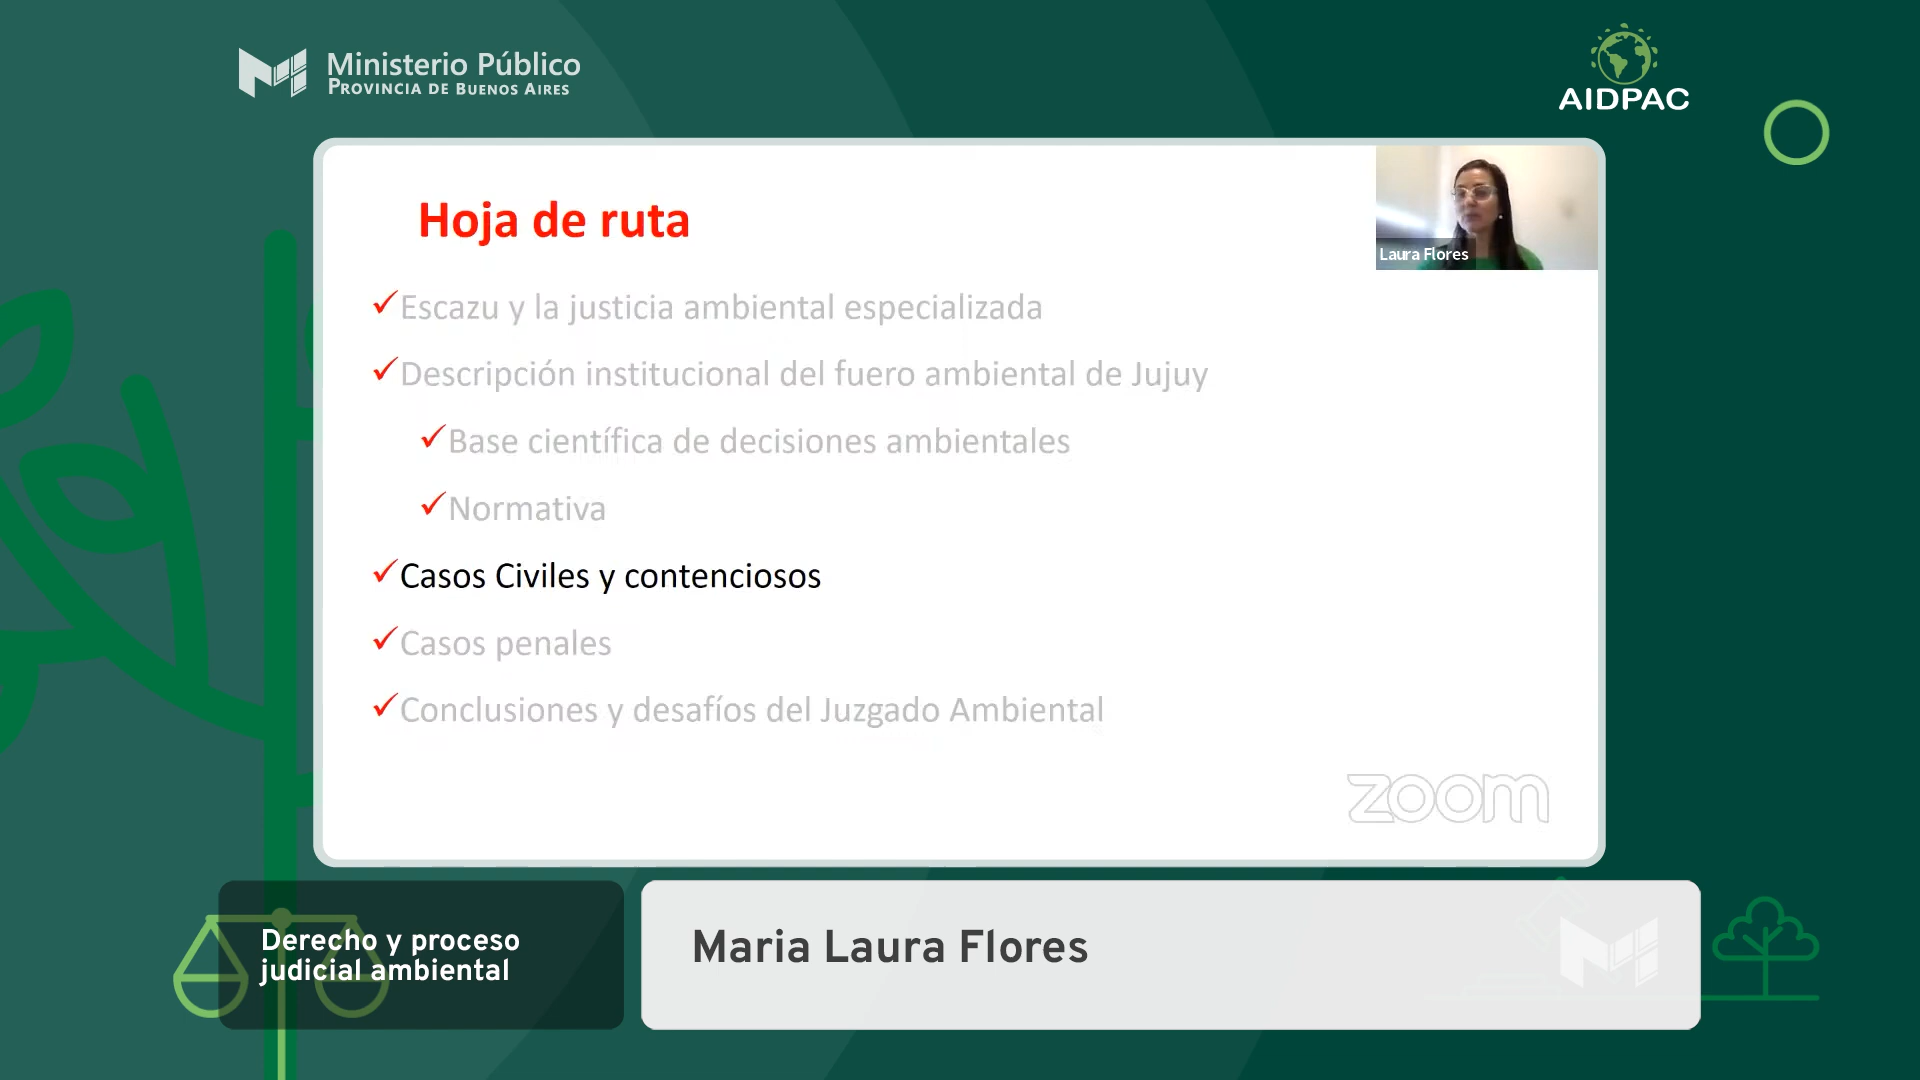 Ministerio Público
PROVINCIA DE BUENOS AIRES
AIDPAC
Hoja de ruta
Laura Flores
Escazu y la justicia ambiental especializada
Descripción institucional del fuero ambiental de Jujuy
Base científica de decisiones ambientales
Normativa
Casos Civiles y contenciosos
Casos penales
Conclusiones y desafíos del Juzgado Ambiental
zoom
Derecho y proceso
judicial ambiental
Maria Laura Flores